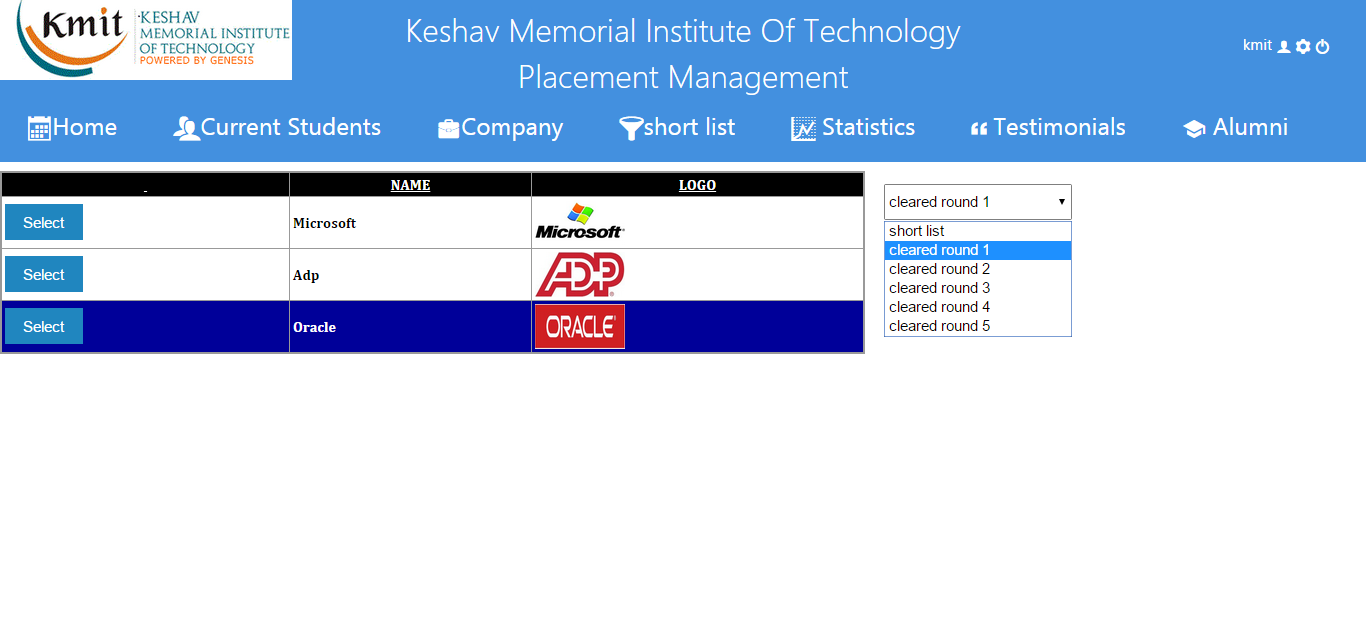 Kmit
KESHAV
MEMORIAL INSTITUTE
OF TECHNOLOGY
POWERED BY GENESIS
Keshav Memorial Institute Of Technology
Placement Management
kmit
Home Current Students Company short list Statistics Testimonials Alumni
NAME LOGO
Select Microsoft Microsoft
Select Adp ADP
Select Oracle ORACLE
cleared round 1
short list
cleared round 1
cleared round 2
cleared round 3
cleared round 4
cleared round 5